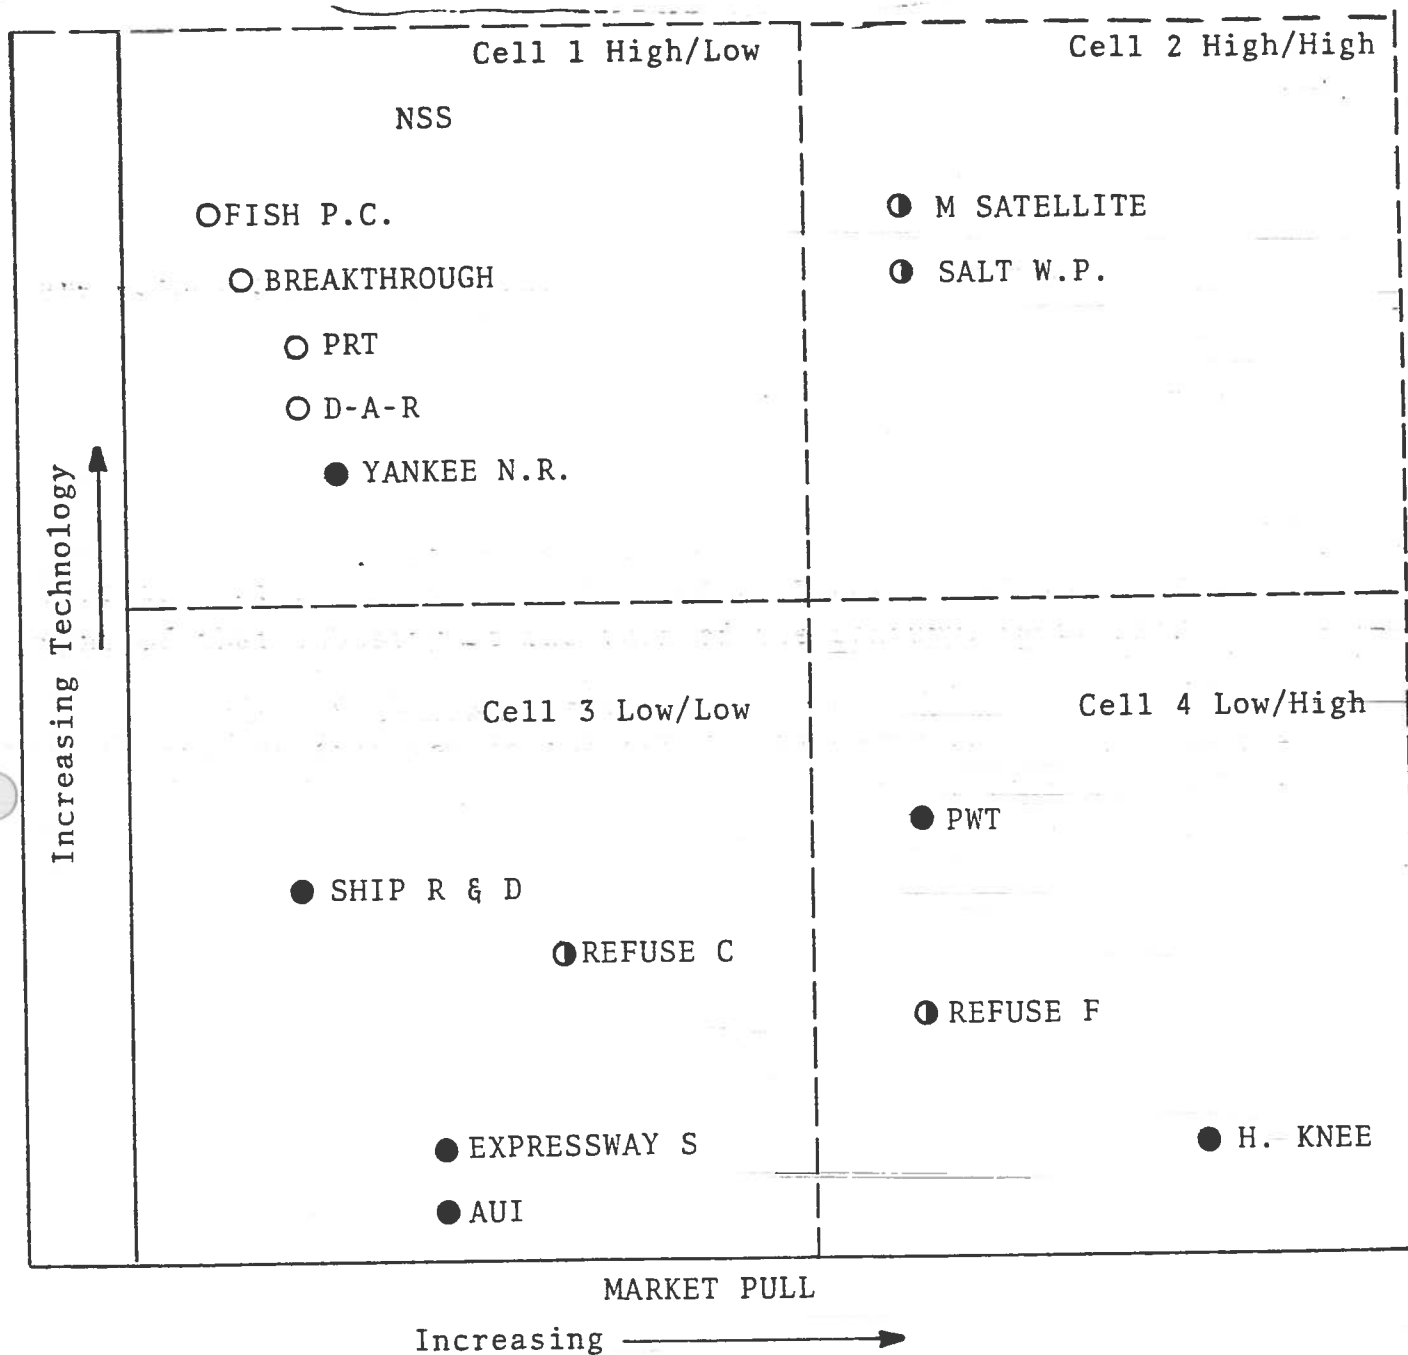 Cell 1 High/Low
Cell 2 High/High
NSS
FISH P.C.
M SATELLITE
BREAKTHROUGH
SALT W.P.
PRT
D-A-R
YANKEE N.R.
Increasing Technology
Cell 3 Low/Low
Cell 4 Low/High
PWT
SHIP R & D
REFUSE C
REFUSE F
EXPRESSWAY S
H. KNEE
AUI
MARKET PULL
Increasing